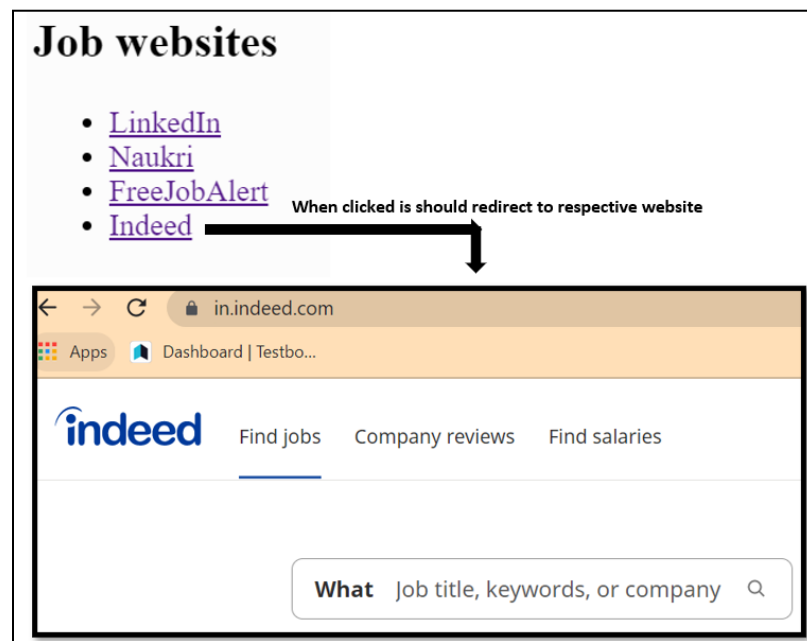 Job websites
LinkedIn
Naukri
FreeJobAlert
Indeed
When clicked is should redirect to respective website
in.indeed.com
Apps Dashboard | Testbo...
indeed Find jobs Company reviews Find salaries
What Job title, keywords, or company